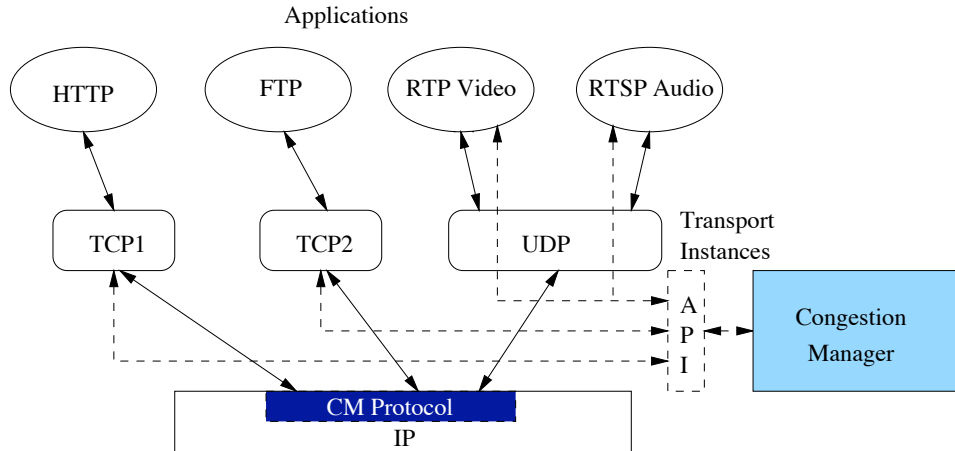 Applications
HTTP
FTP
RTP Video
RTSP Audio
TCP1
TCP2
UDP
Transport
Instances
A
P
I
Congestion
Manager
CM Protocol
IP